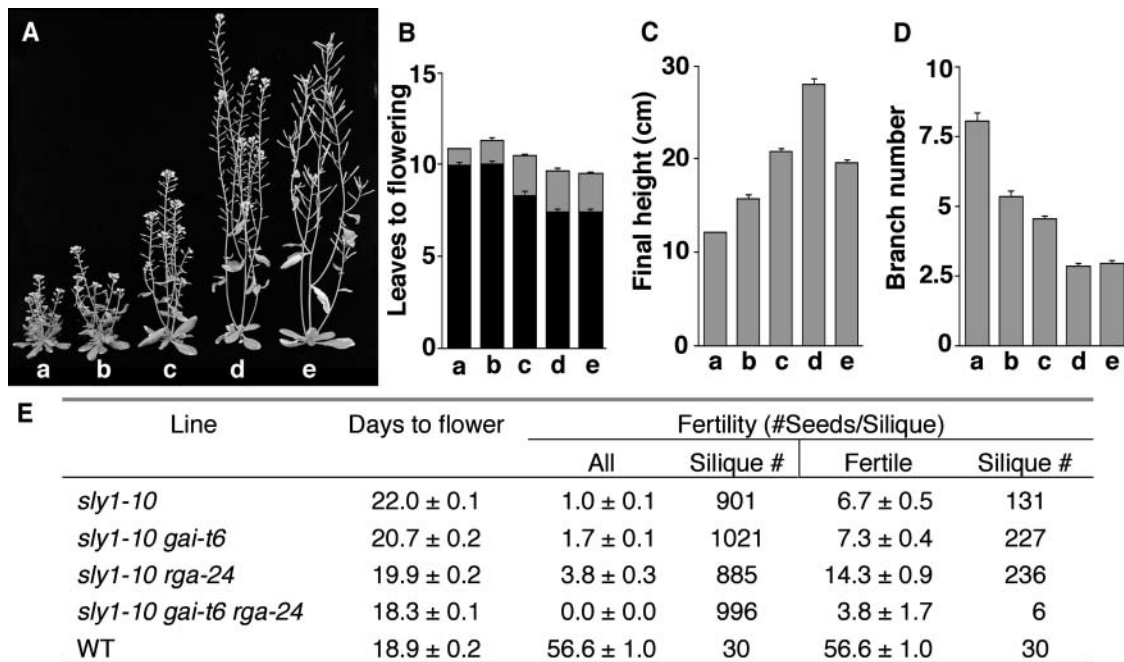 A
a b c d e
B
Leaves to flowering
15
10
5
0
a b c d e
C
Final height (cm)
30
20
10
0
a b c d e
D
Branch number
10
7.5
5
2.5
0
a b c d e
E
Line Days to flower Fertility (#Seeds/Silique)
All Silique # Fertile Silique #
sly1-10 22.0 ± 0.1 1.0 ± 0.1 901 6.7 ± 0.5 131
sly1-10 gai-t6 20.7 ± 0.2 1.7 ± 0.1 1021 7.3 ± 0.4 227
sly1-10 rga-24 19.9 ± 0.2 3.8 ± 0.3 885 14.3 ± 0.9 236
sly1-10 gai-t6 rga-24 18.3 ± 0.1 0.0 ± 0.0 996 3.8 ± 1.7 6
WT 18.9 ± 0.2 56.6 ± 1.0 30 56.6 ± 1.0 30